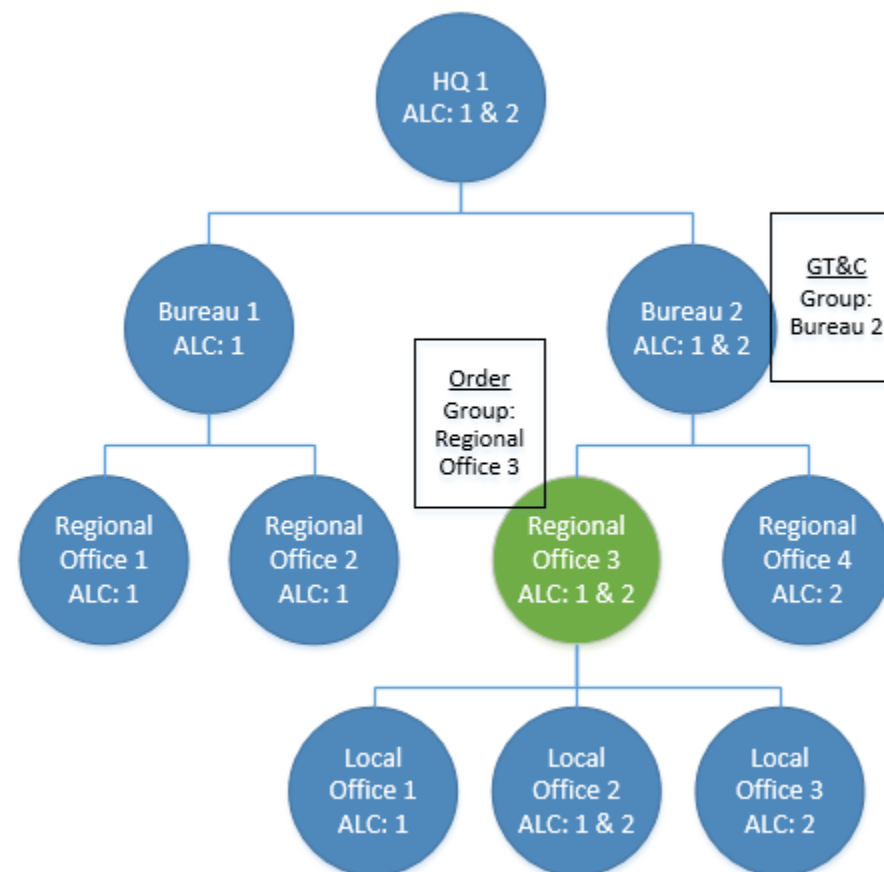 HQ 1
ALC: 1 & 2
Bureau 1
ALC: 1
Bureau 2
ALC: 1 & 2
GT&C
Group:
Bureau 2
Order
Group:
Regional
Office 3
Regional
Office 1
ALC: 1
Regional
Office 2
ALC: 1
Regional
Office 3
ALC: 1 & 2
Regional
Office 4
ALC: 2
Local
Office 1
ALC: 1
Local
Office 2
ALC: 1 & 2
Local
Office 3
ALC: 2